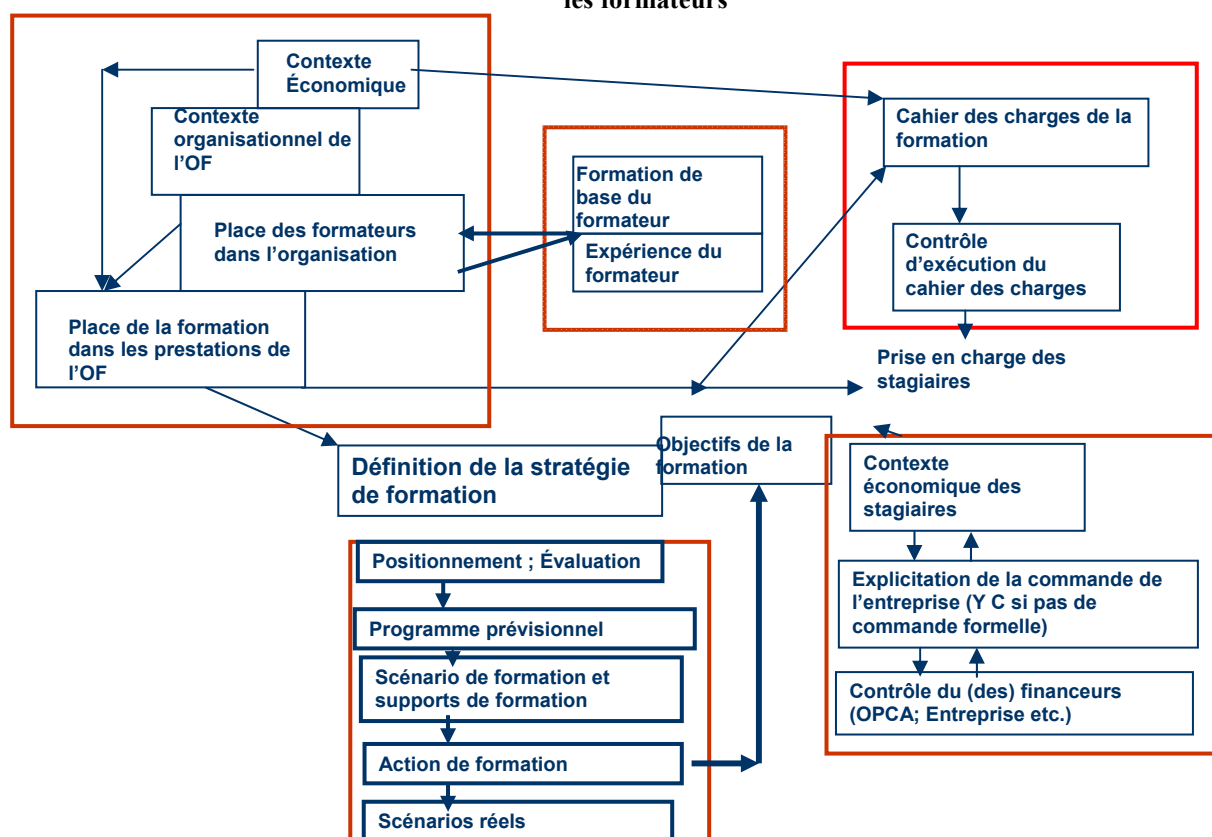 les formateurs
Contexte
Économique
Contexte
organisationnel de
l'OF
Place des formateurs
dans l'organisation
Place de la formation
dans les prestations de
l'OF
Formation de
base du
formateur
Expérience du
formateur
Cahier des charges de la
formation
Contrôle
d'exécution du
cahier des charges
Prise en charge des
stagiaires
Définition de la stratégie
de formation
Objectifs de la
formation
Contexte
économique des
stagiaires
Explicitation de la commande de
l'entreprise (Y C si pas de
commande formelle)
Contrôle du (des) financeurs
(OPCA; Entreprise etc.)
Positionnement ; Évaluation
Programme prévisionnel
Scénario de formation et
supports de formation
Action de formation
Scénarios réels